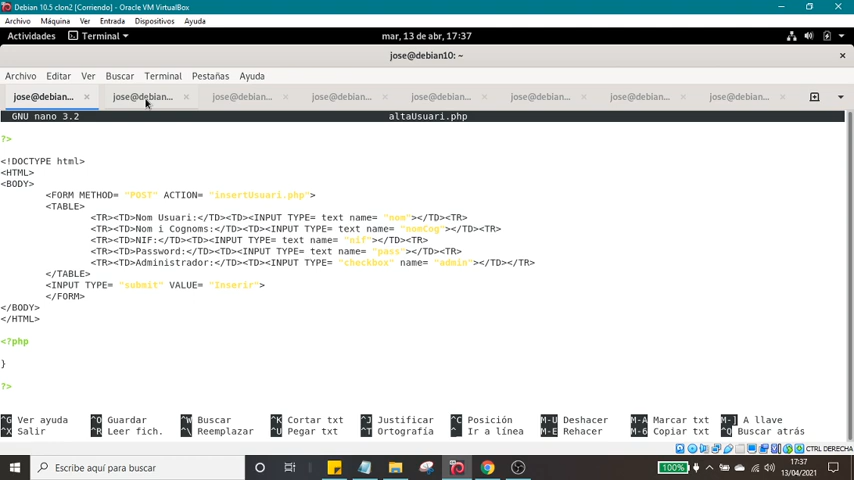 Debian 10.5 clon2 [Corriendo] - Oracle VM VirtualBox
Archivo Máquina Ver Entrada Dispositivos Ayuda
Actividades Terminal mar, 13 de abr, 17:37
jose@debian10: ~
Archivo Editar Ver Buscar Terminal Pestañas Ayuda
jose@debian... jose@debian... jose@debian... jose@debian... jose@debian... jose@debian... jose@debian... jose@debian...
GNU nano 3.2 altaUsuari.php
?>
<!DOCTYPE html>
<HTML>
<BODY>
<FORM METHOD= "POST" ACTION= "insertUsuari.php">
<TABLE>
<TR><TD>Nom Usuari:</TD><TD><INPUT TYPE= text name= "nom"></TD><TR>
<TR><TD>Nom i Cognoms:</TD><TD><INPUT TYPE= text name= "nomCog"></TD><TR>
<TR><TD>NIF:</TD><TD><INPUT TYPE= text name= "nif"></TD><TR>
<TR><TD>Password:</TD><TD><INPUT TYPE= text name= "pass"></TD><TR>
<TR><TD>Administrador:</TD><TD><INPUT TYPE= "checkbox" name= "admin"></TD></TR>
</TABLE>
<INPUT TYPE= "submit" VALUE= "Inserir">
</FORM>
</BODY>
</HTML>
<?php
}
?>
^G Ver ayuda ^O Guardar ^W Buscar ^K Cortar txt ^J Justificar ^C Posición M-U Deshacer M-A Marcar txt M-] A llave
^X Salir ^R Leer fich. ^\ Reemplazar ^U Pegar txt ^T Ortografía ^_ Ir a línea M-E Rehacer M-6 Copiar txt ^Q Buscar atrás
CTRL DERECHA
Escribe aquí para buscar
100%
17:37
13/04/2021